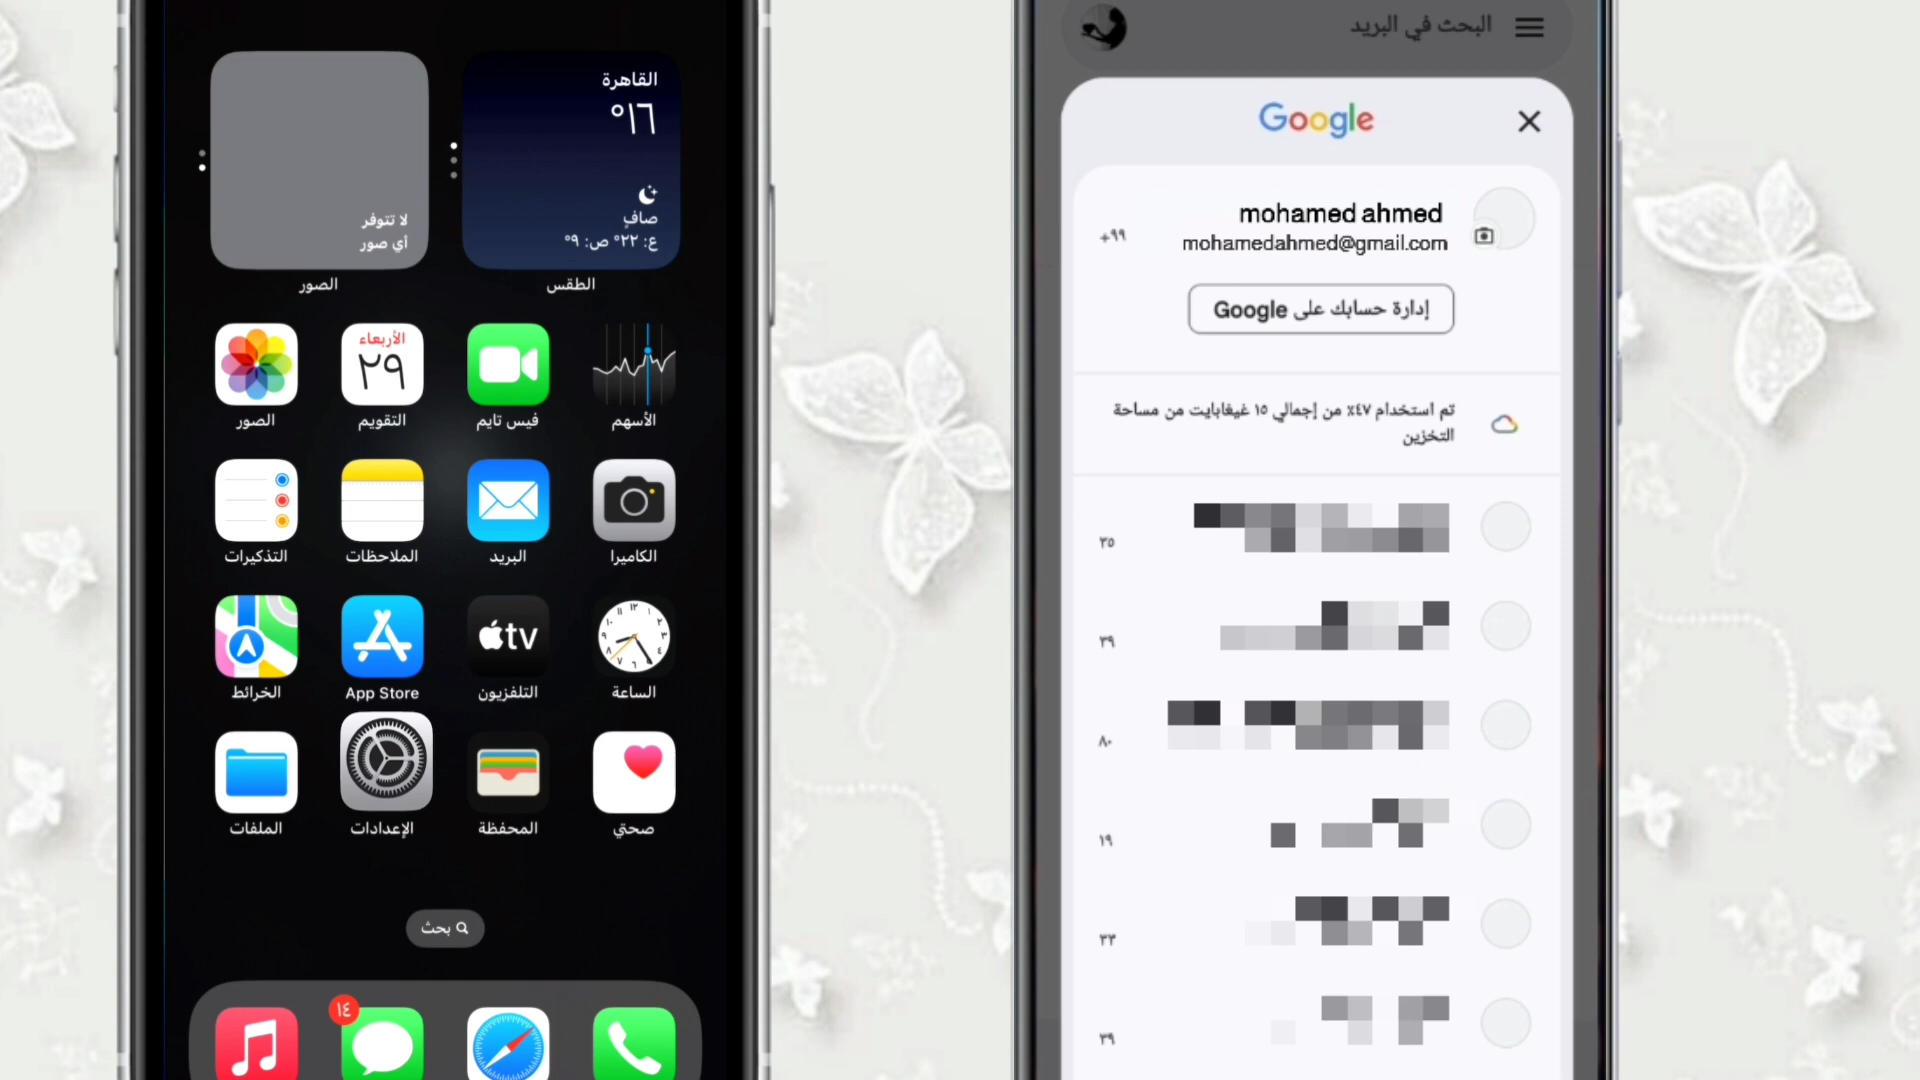 القاهرة
١٦°
صافٍ
ع: ٢٢° ص: ٩°
الطقس
لا تتوفر
أي صور
الصور
الأسهم
فيس تايم
الأربعاء
٢٩
التقويم
الصور
الكاميرا
البريد
الملاحظات
التذكيرات
tv
الساعة
التلفزيون
App Store
الخرائط
صحتي
المحفظة
الإعدادات
الملفات
بحث
١٤
البحث في البريد
Google
mohamed ahmed
mohamedahmed@gmail.com
+٩٩
إدارة حسابك على Google
تم استخدام ٤٧٪ من إجمالي ١٥ غيغابايت من مساحة
التخزين
٣٥
٣٩
٨٠
١٩
٣٣
٣٩